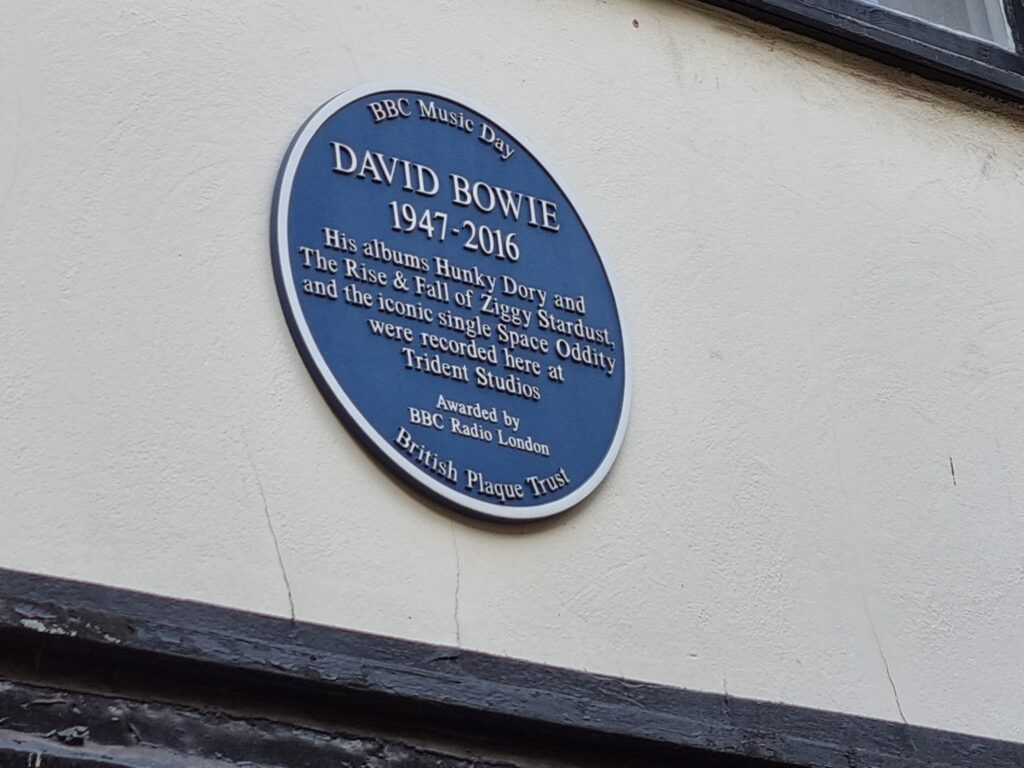 BBC Music Day
DAVID BOWIE
1947-2016
His albums Hunky Dory and
The Rise & Fall of Ziggy Stardust,
and the iconic single Space Oddity
were recorded here at
Trident Studios
Awarded by
BBC Radio London
British Plaque Trust